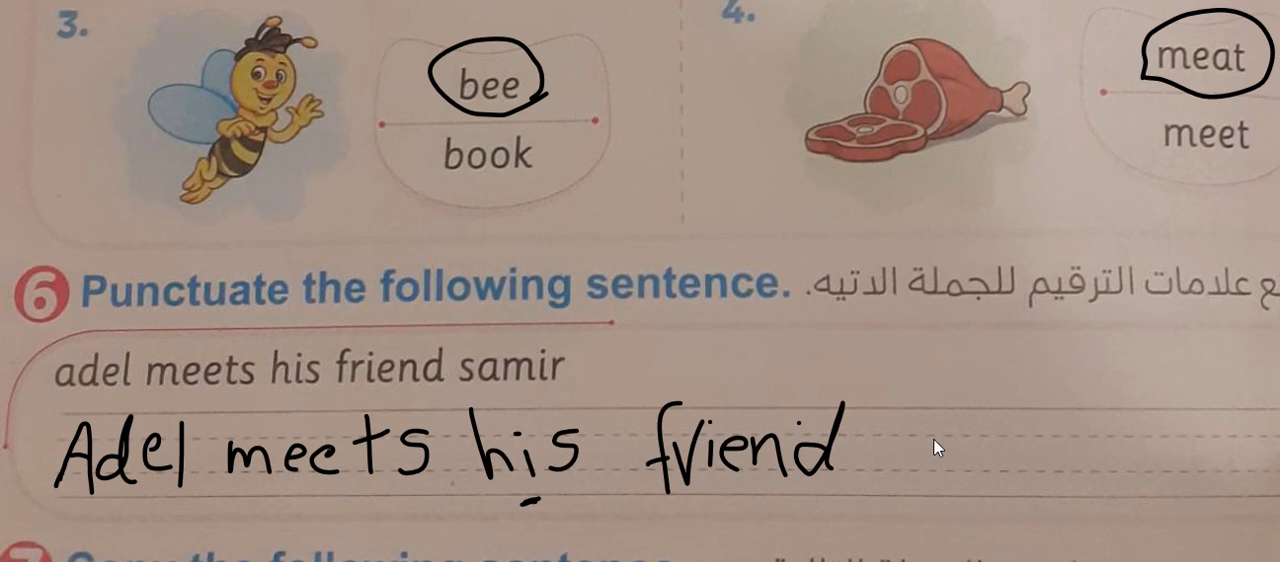 3.
bee
book
4.
meat
meet
6 Punctuate the following sentence. ع علامات الترقيم للجملة الاتيه.
adel meets his friend samir
Adel meets his friend